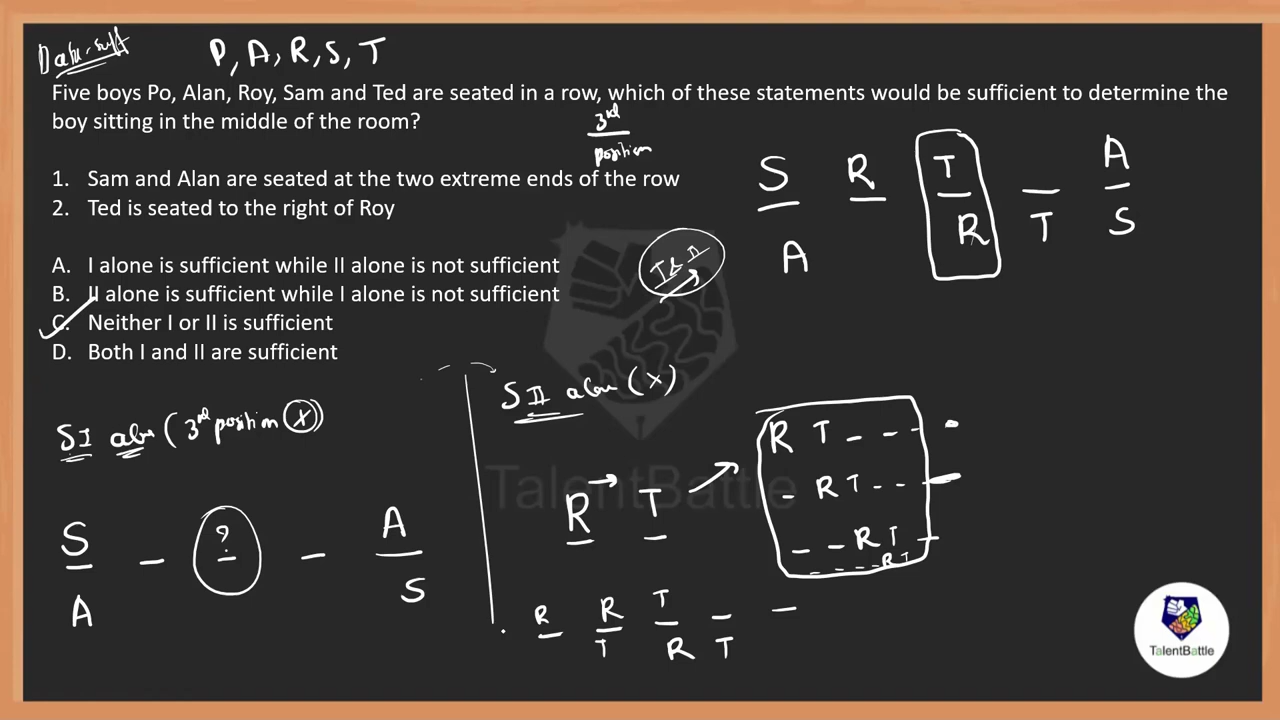 Data-suff
P, A, R, S, T
Five boys Po, Alan, Roy, Sam and Ted are seated in a row, which of these statements would be sufficient to determine the
boy sitting in the middle of the room?
3rd
position
1. Sam and Alan are seated at the two extreme ends of the row
2. Ted is seated to the right of Roy
S R T _ A
A R T S
A. I alone is sufficient while II alone is not sufficient
B. II alone is sufficient while I alone is not sufficient
C. Neither I or II is sufficient
D. Both I and II are sufficient
I & II
SI alone (3rd position X)
S - ? - A
A S
SII alone (X)
R → T
R T - - -
- R T - -
- - R T -
- - - - R T
R R T _ _
T R T
TalentBattle
TalentBattle